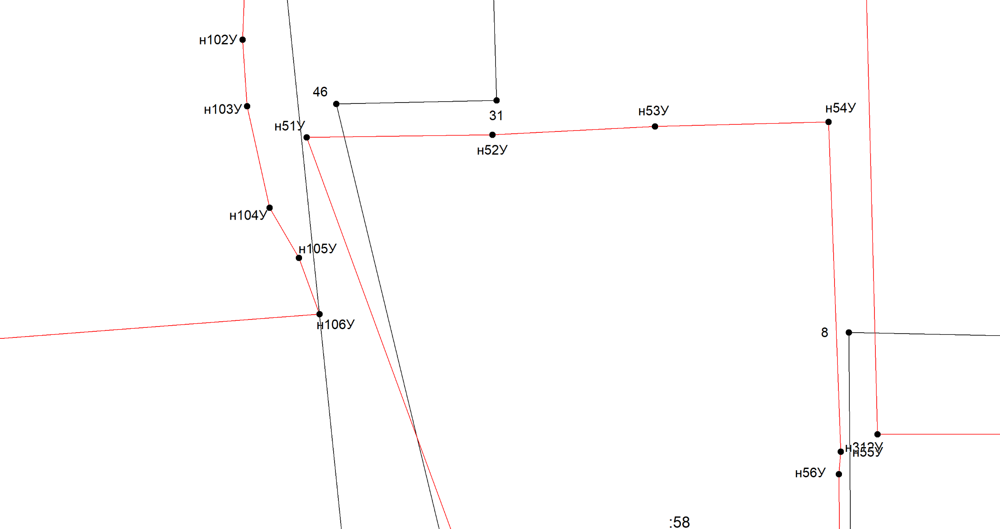 н102У
46
н103У
31
н53У
н54У
н51У
н52У
н104У
н105У
н106У
8
н312У
н55У
н56У
:58